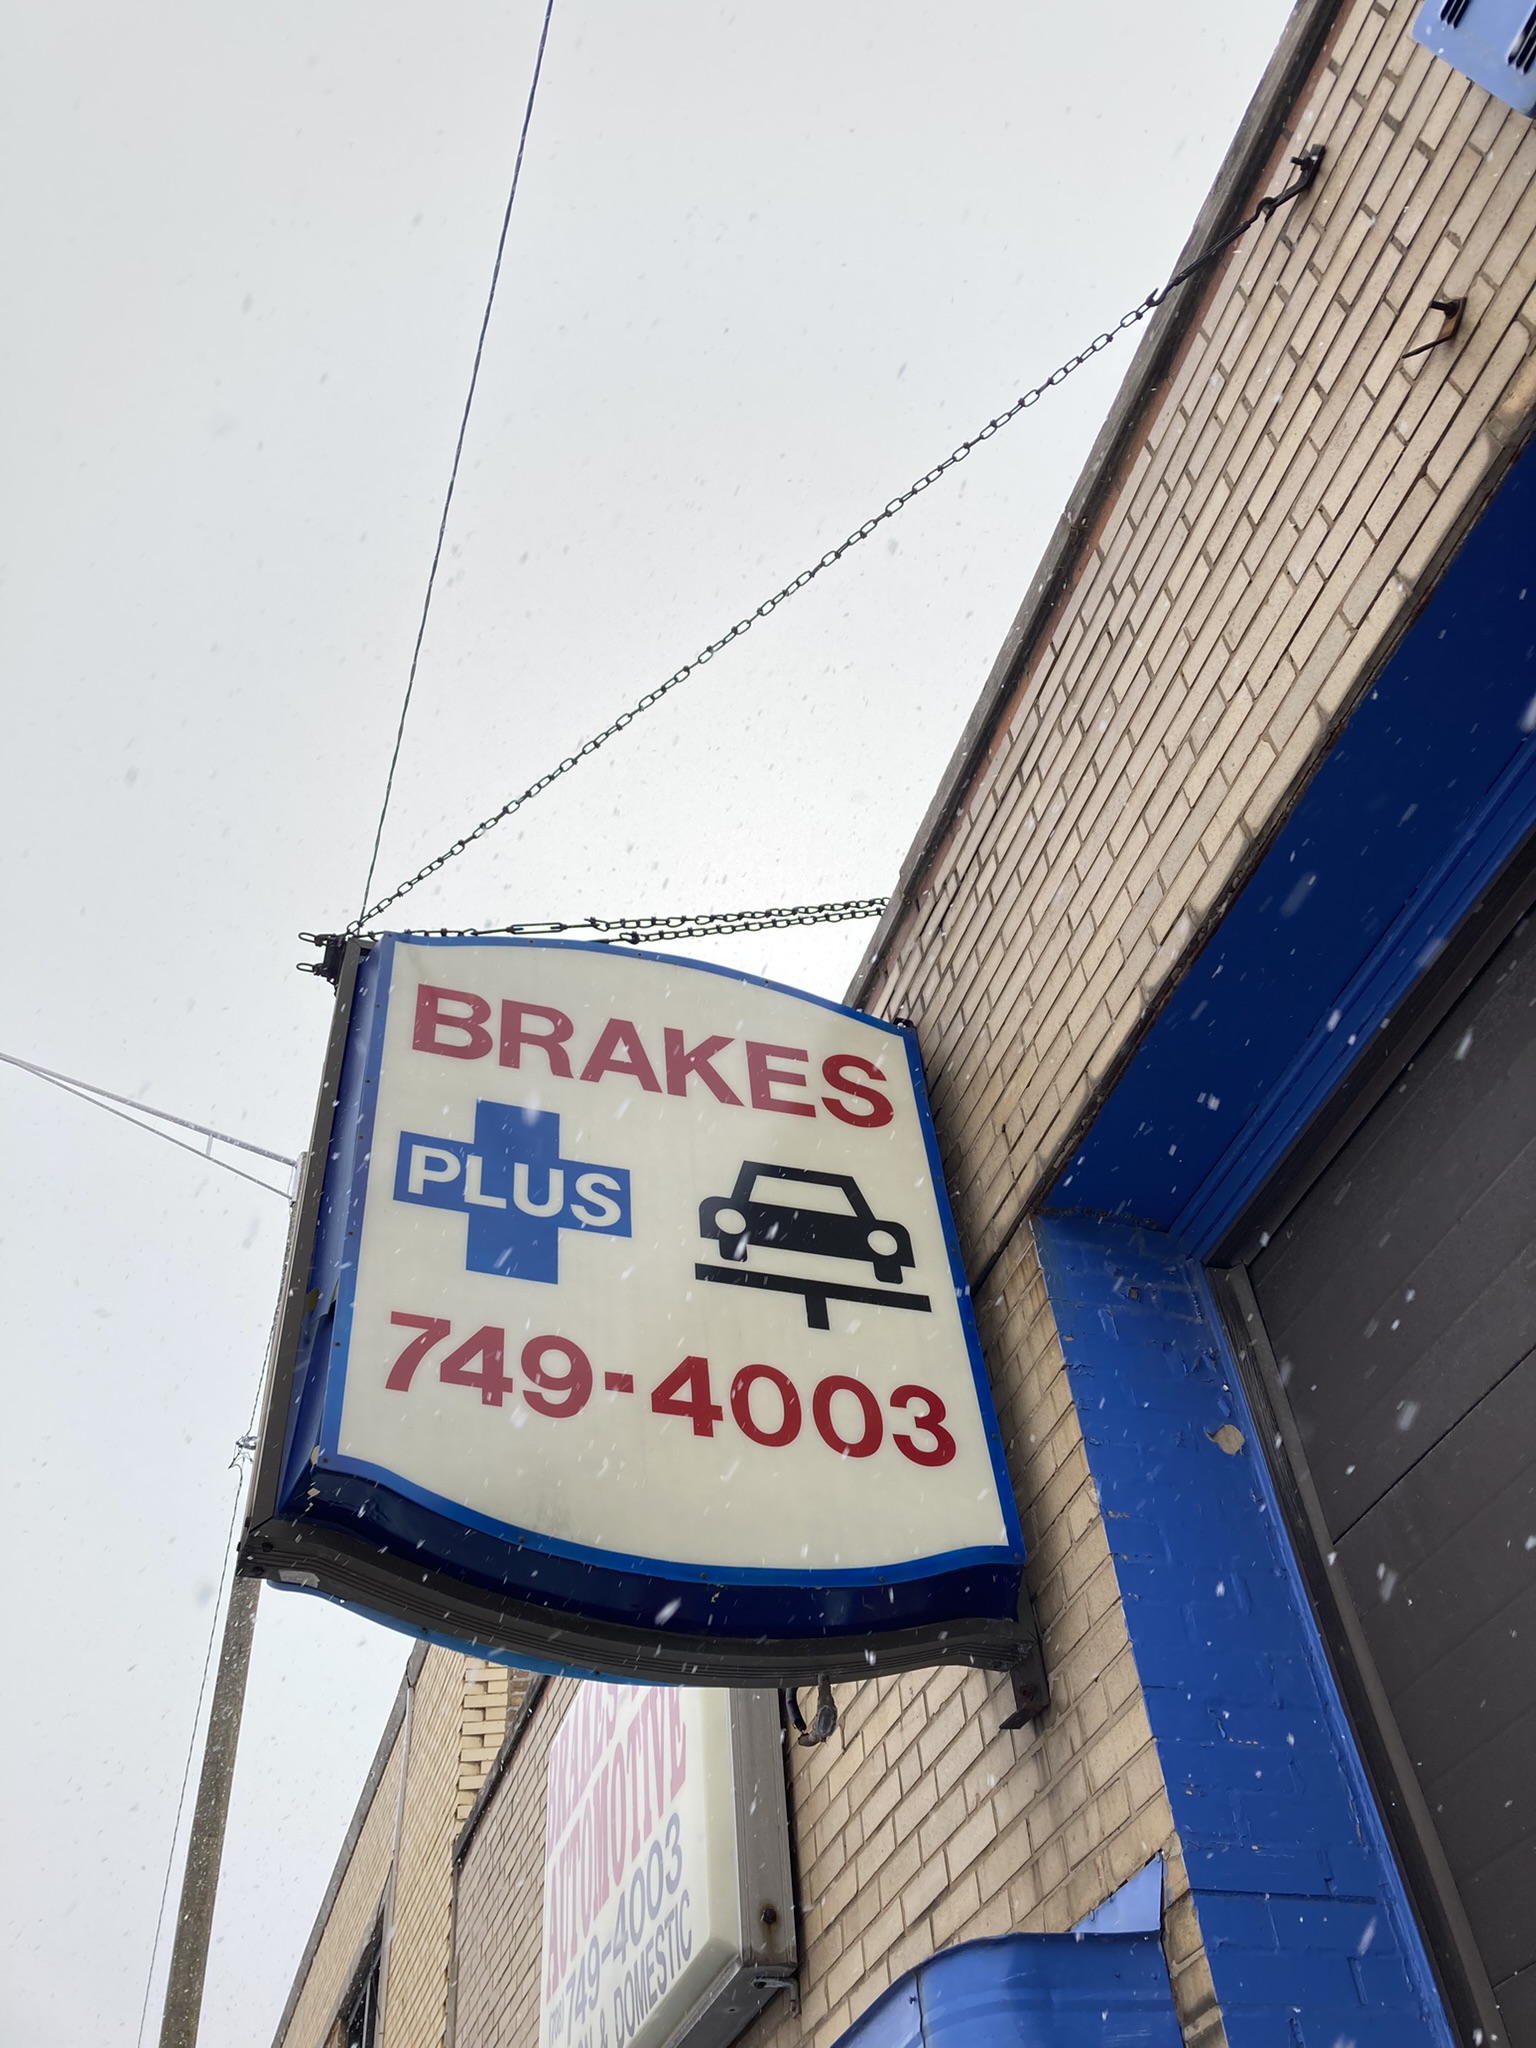 BRAKES
PLUS
749-4003
AUTOMOTIVE
749-4003
& DOMESTIC